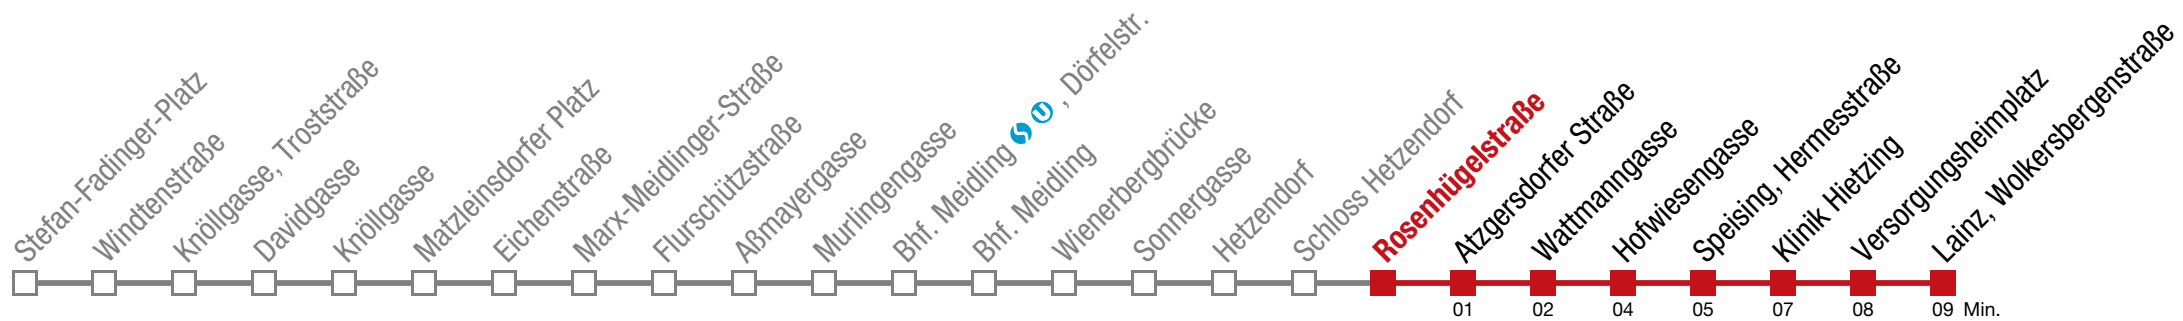 Stefan-Fadinger-Platz
Windtenstraße
Knöllgasse, Troststraße
Davidgasse
Knöllgasse
Matzleinsdorfer Platz
Eichenstraße
Marx-Meidlinger-Straße
Flurschützstraße
Aßmayergasse
Murlingengasse
Bhf. Meidling S U , Dörfelstr.
Bhf. Meidling
Wienerbergbrücke
Sonnergasse
Hetzendorf
Schloss Hetzendorf
Rosenhügelstraße
Atzgersdorfer Straße
Wattmanngasse
Hofwiesengasse
Speising, Hermesstraße
Klinik Hietzing
Versorgungsheimplatz
Lainz, Wolkersbergenstraße
01 02 04 05 07 08 09 Min.